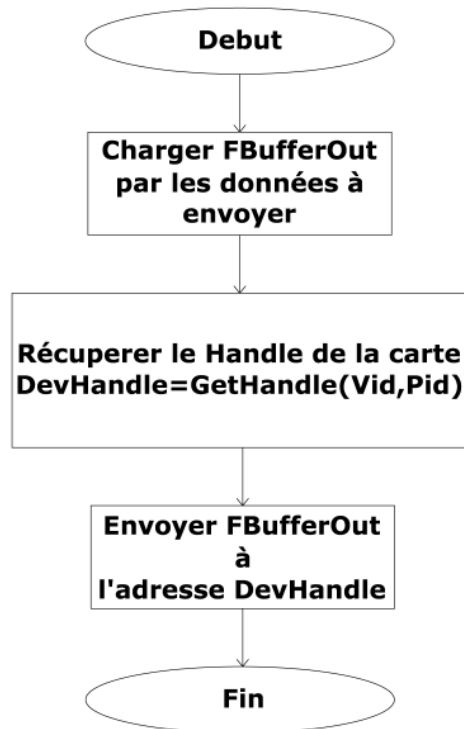 Debut
Charger FBufferOut
par les données à
envoyer
Récuperer le Handle de la carte
DevHandle=GetHandle(Vid,Pid)
Envoyer FBufferOut
à
l'adresse DevHandle
Fin